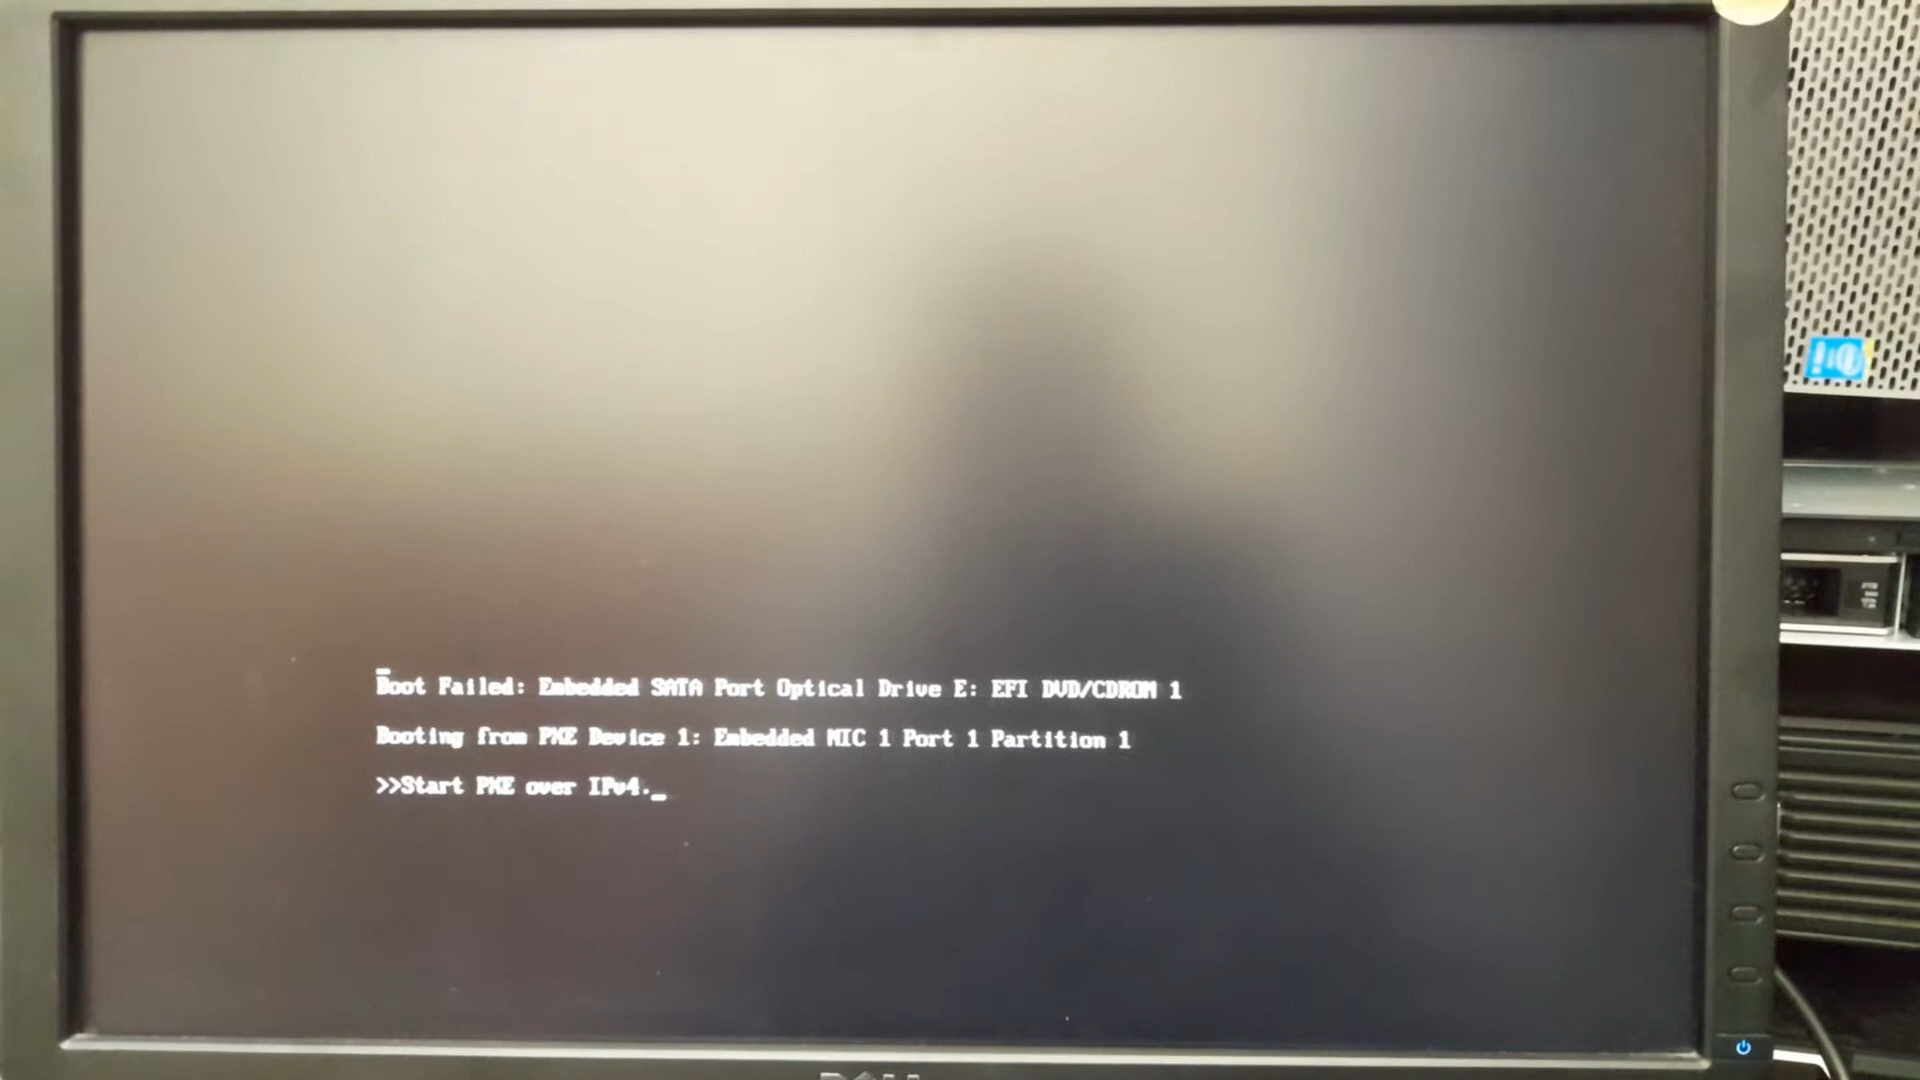 Boot Failed: Embedded SATA Port Optical Drive E: EFI DVD/CDROM 1
Booting from PXE Device 1: Embedded NIC 1 Port 1 Partition 1
>>Start PXE over IPv4._
DELL